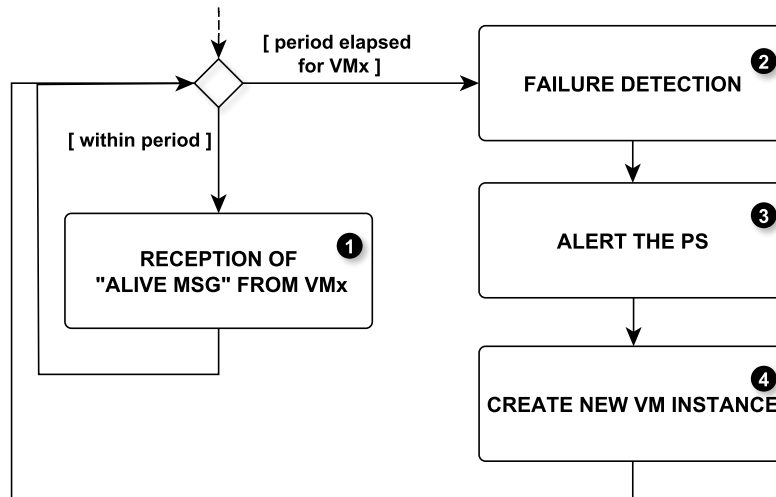 [ period elapsed
for VMx ]
2
FAILURE DETECTION
[ within period ]
3
ALERT THE PS
1
RECEPTION OF
"ALIVE MSG" FROM VMx
4
CREATE NEW VM INSTANCE